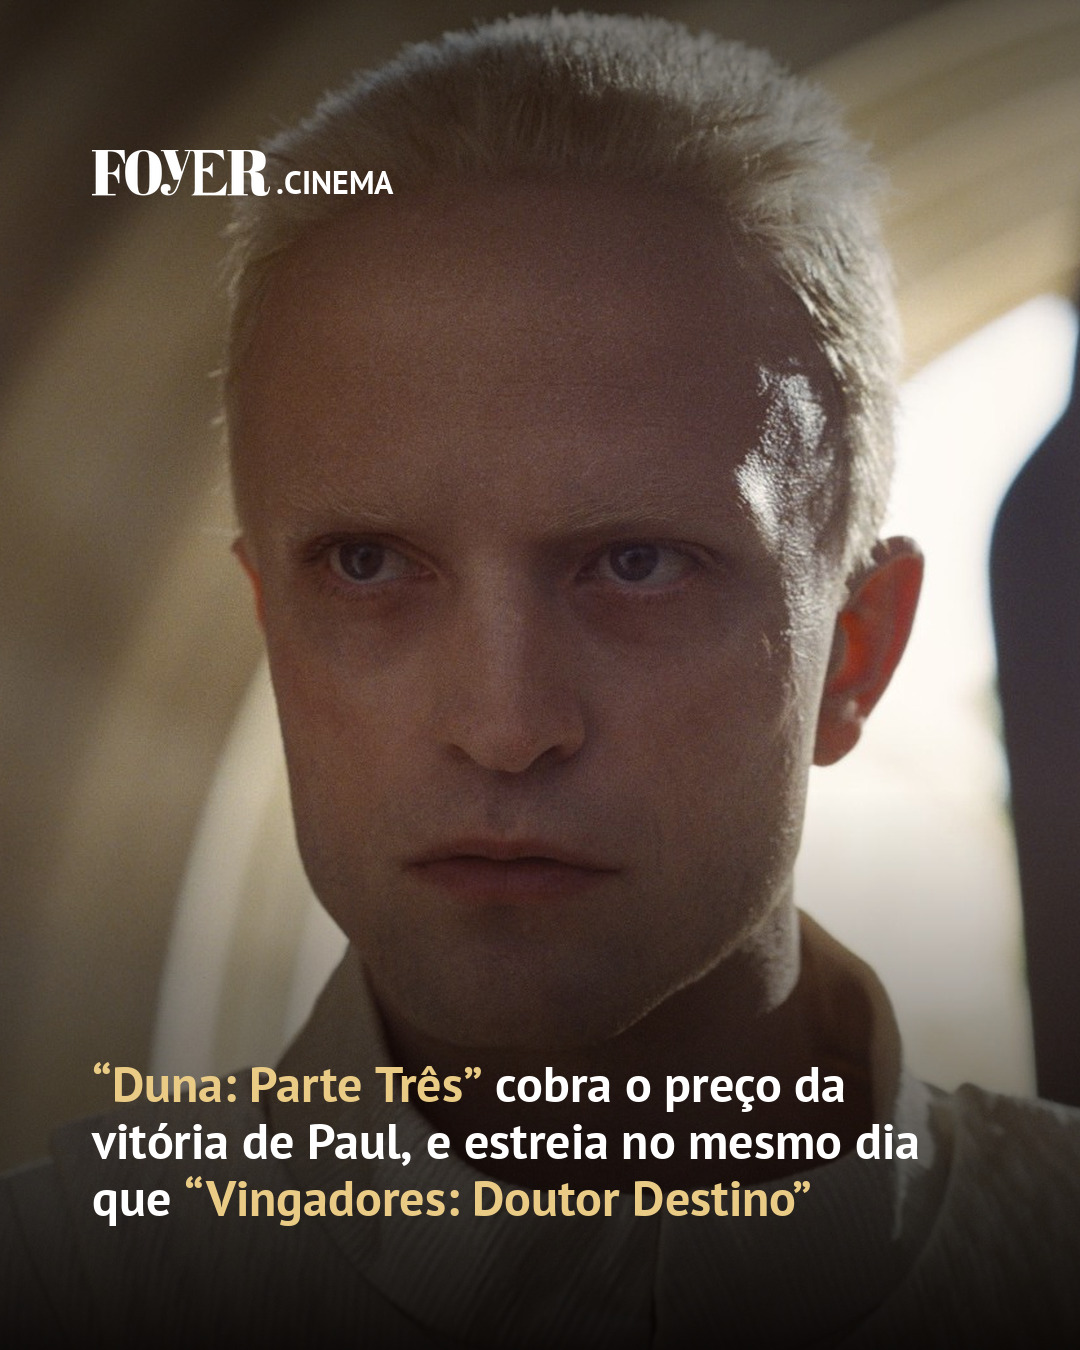 FOYER.CINEMA
“Duna: Parte Três” cobra o preço da
vitória de Paul, e estreia no mesmo dia
que “Vingadores: Doutor Destino”